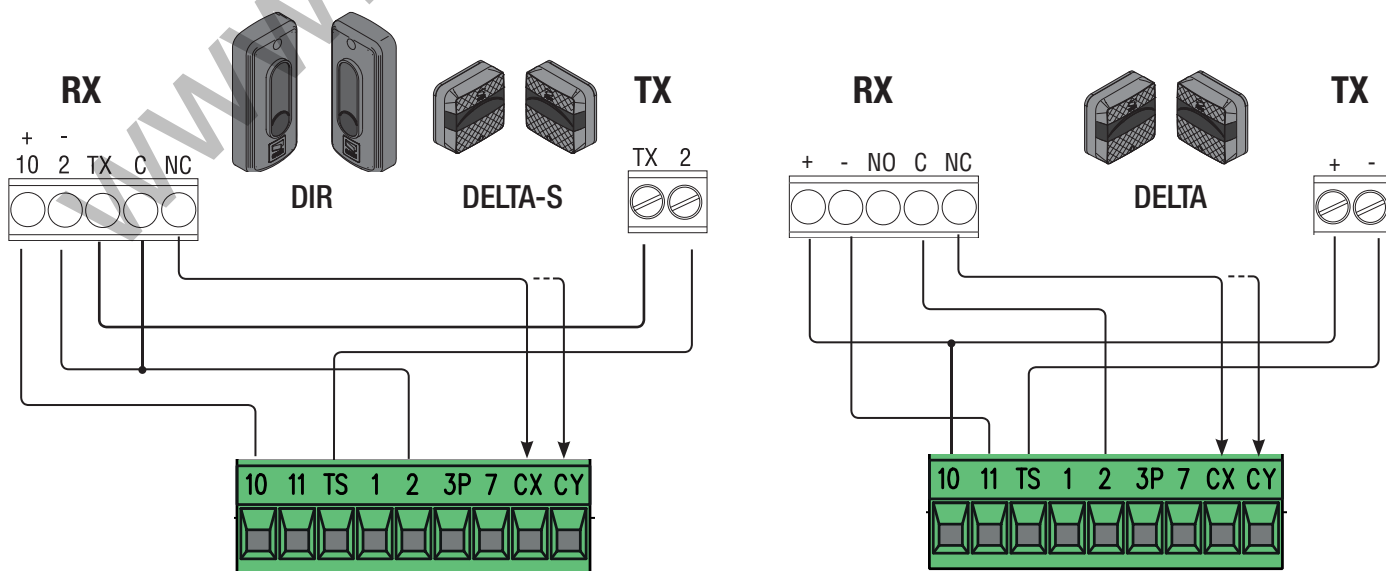 www.
RX
TX
+ -
10 2 TX C NC
TX 2
DIR
DELTA-S
10 11 TS 1 2 3P 7 CX CY
RX
TX
+ - NO C NC
+ -
DELTA
10 11 TS 1 2 3P 7 CX CY